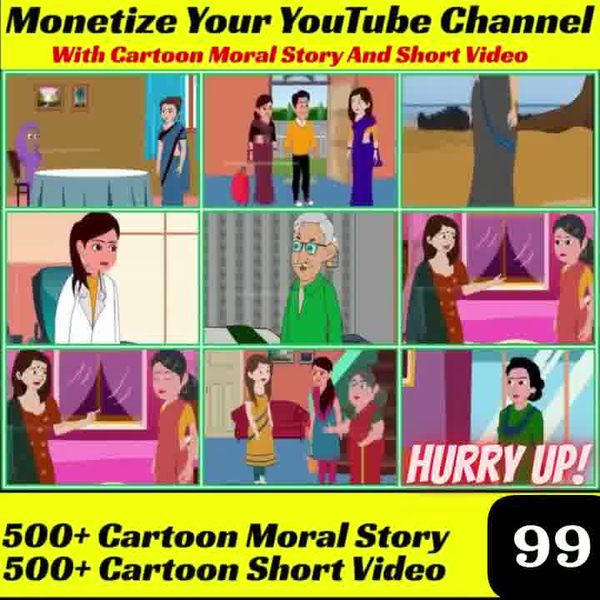 Monetize Your YouTube Channel
With Cartoon Moral Story And Short Video
HURRY UP!
500+ Cartoon Moral Story
500+ Cartoon Short Video
99